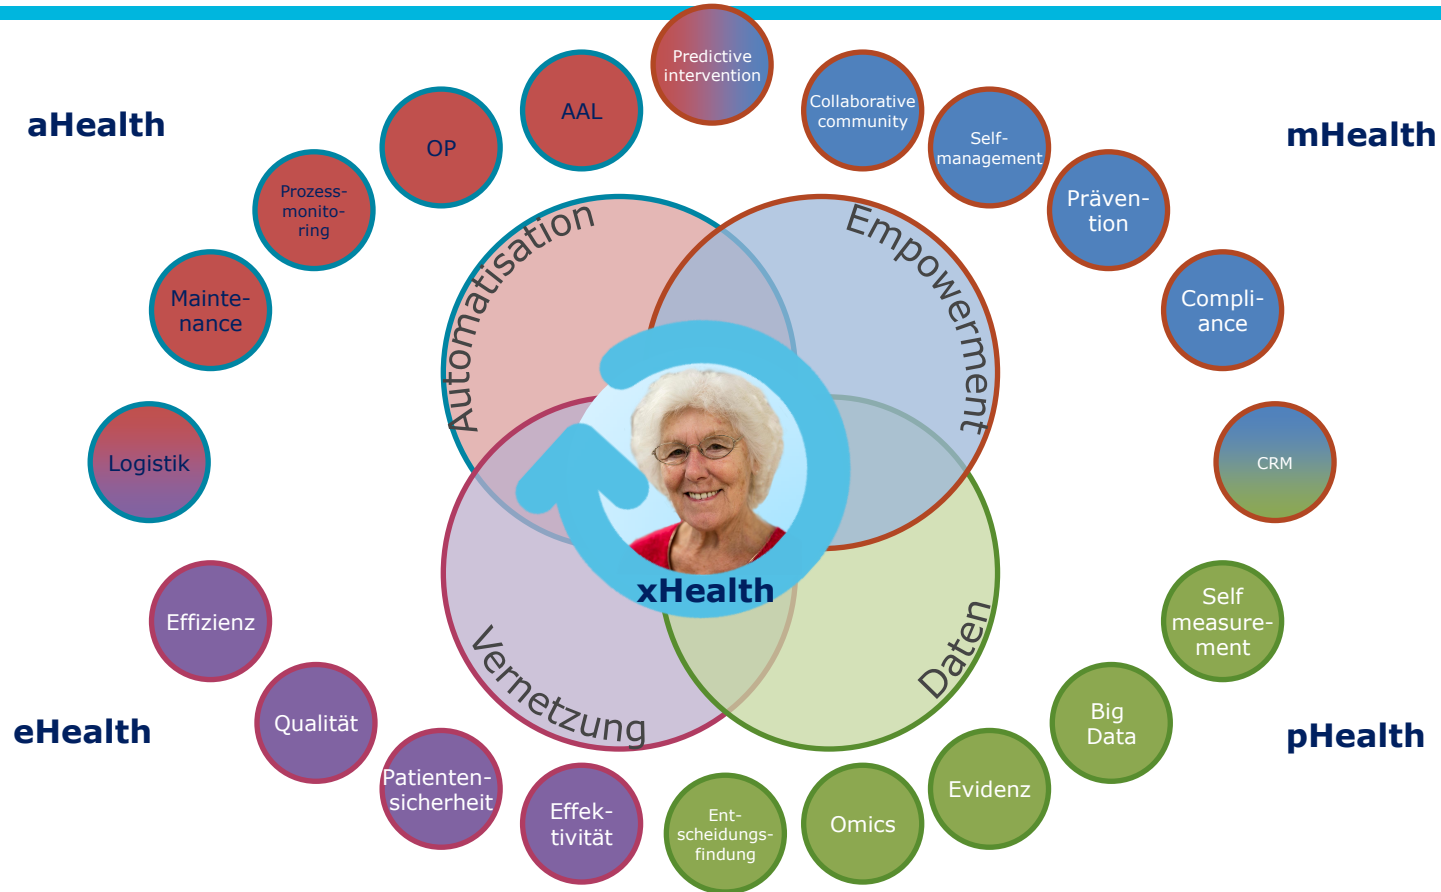 Predictive
intervention
AAL
Collaborative
community
aHealth
OP
Self-
management
mHealth
Prozess-
monito-
ring
Präven-
tion
Mainte-
nance
Compli-
ance
Automatisation
Empowerment
Logistik
CRM
xHealth
Effizienz
Self
measure-
ment
Vernetzung
Daten
eHealth
Qualität
Big
Data
pHealth
Patienten-
sicherheit
Effek-
tivität
Ent-
scheidungs-
findung
Omics
Evidenz